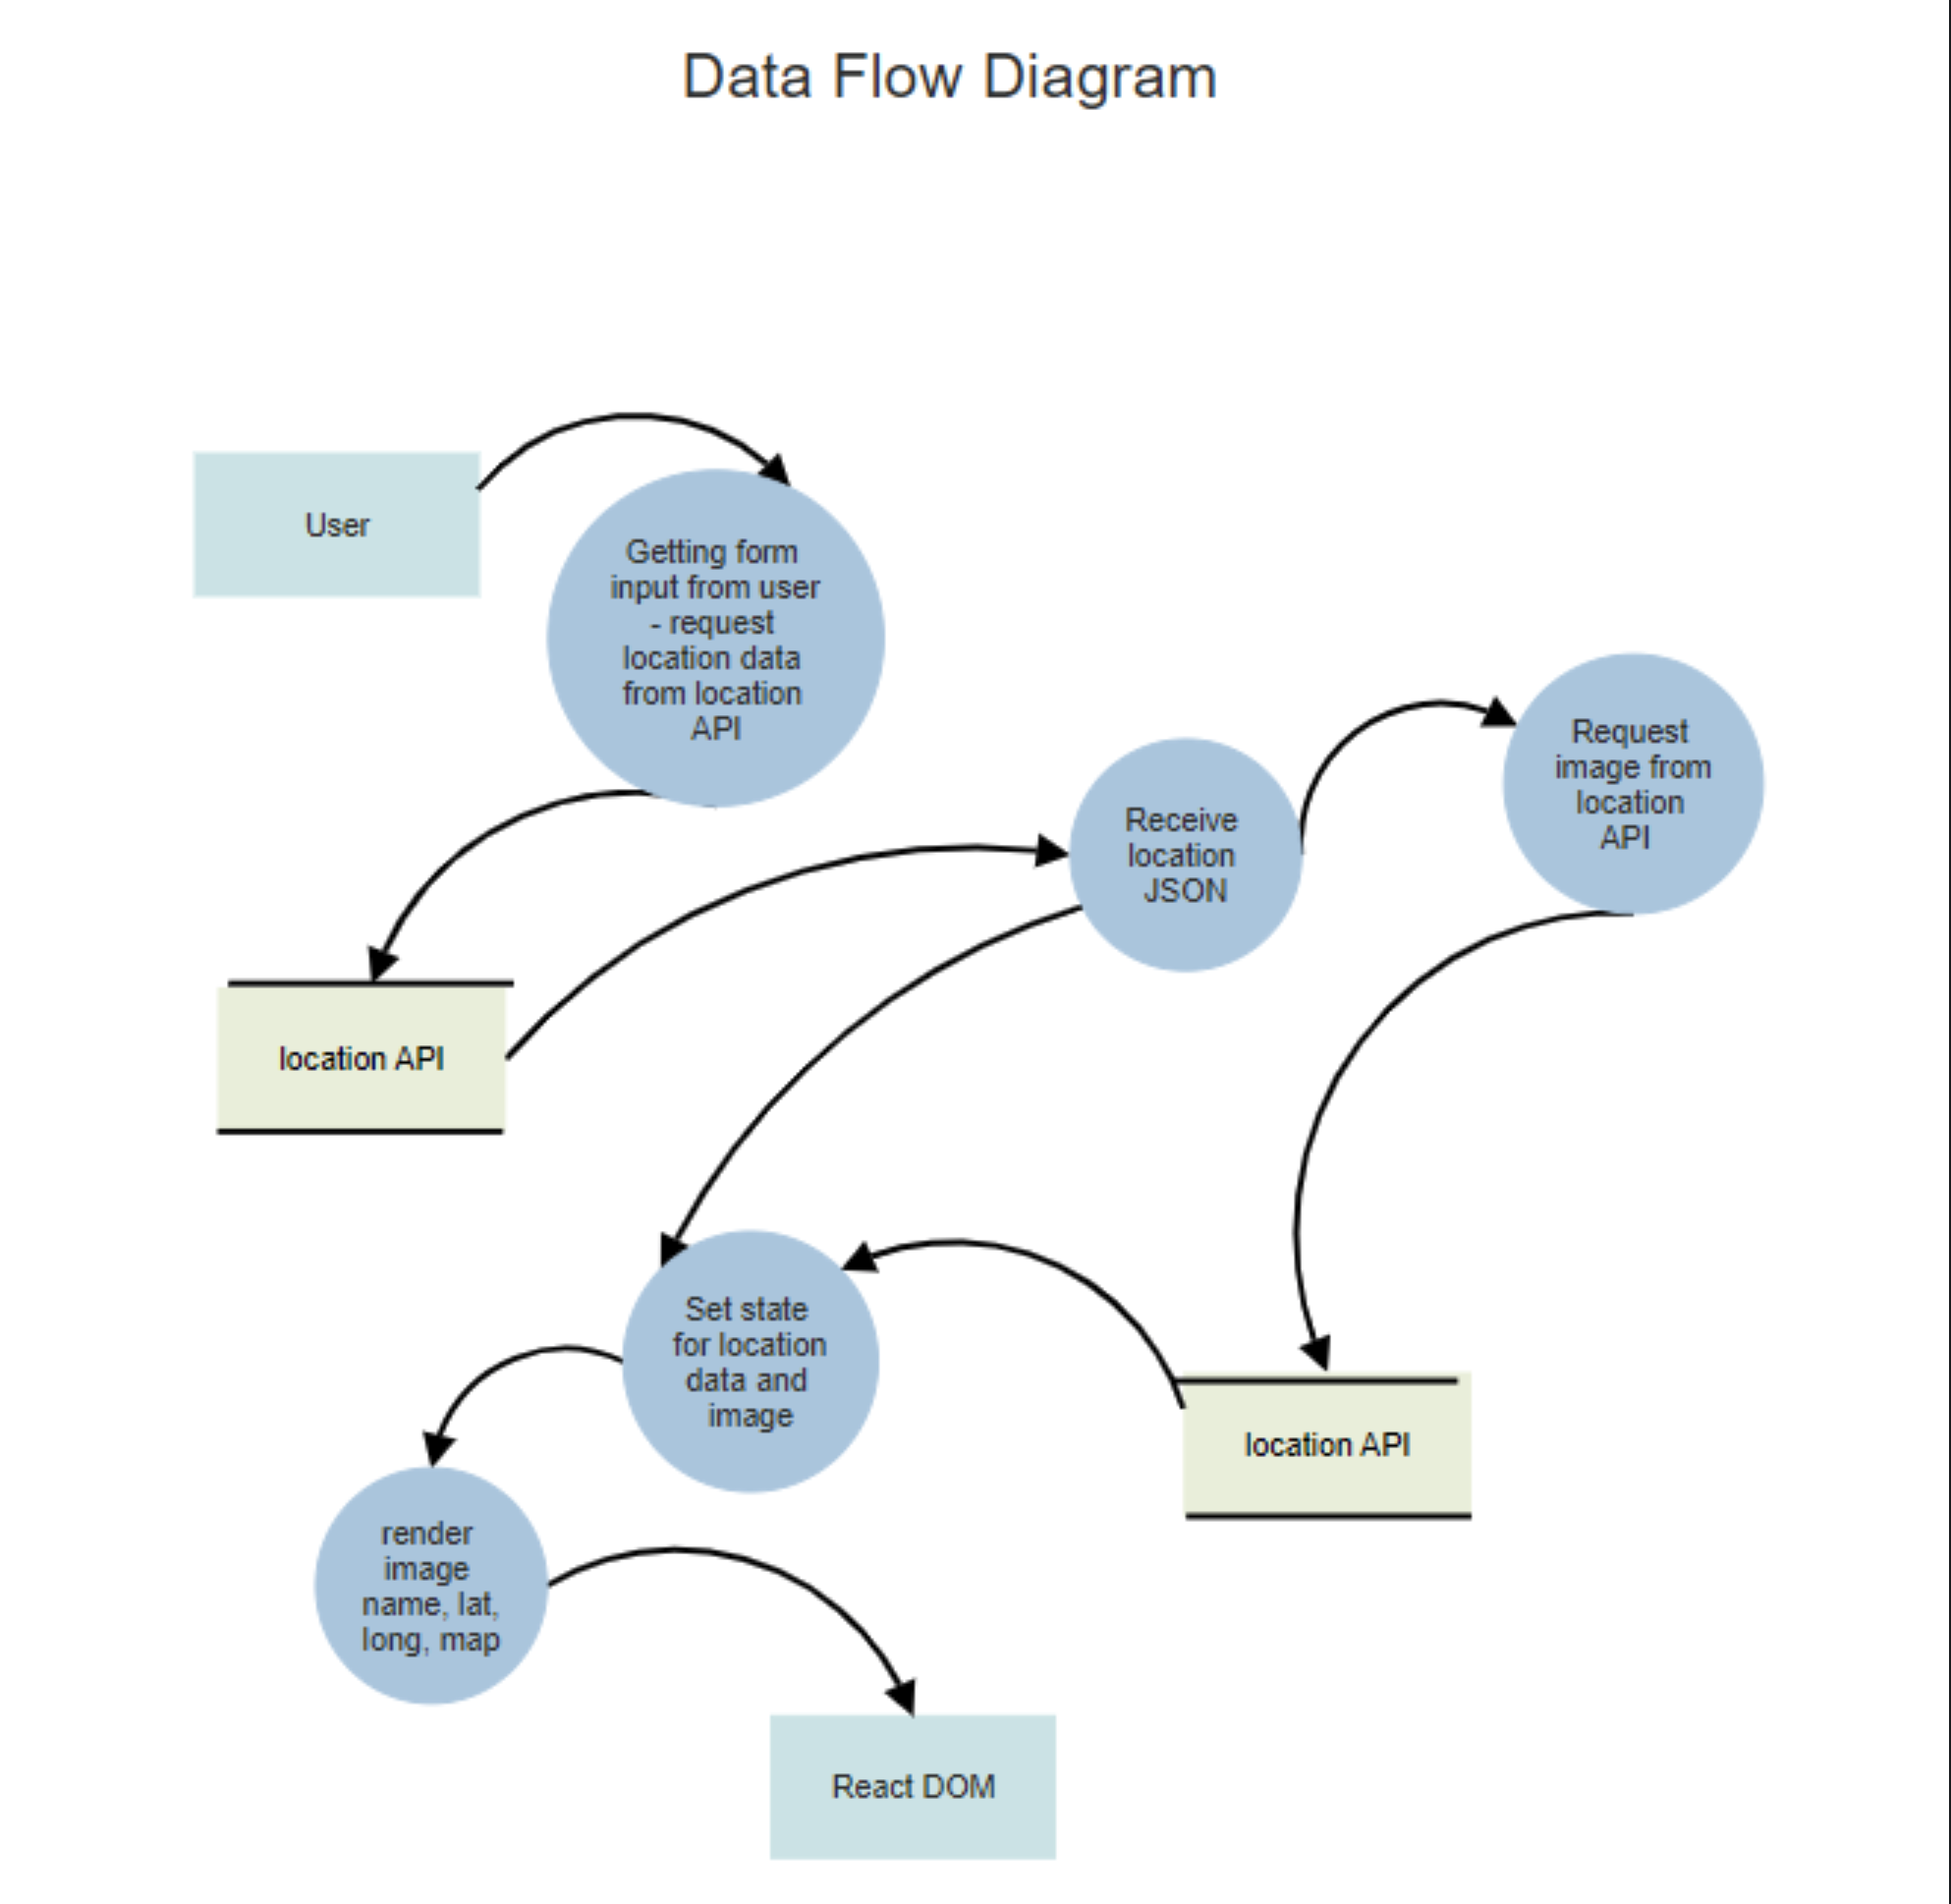 Data Flow Diagram
User
Getting form
input from user
- request
location data
from location
API
Request
image from
location
API
Receive
location
JSON
location API
Set state
for location
data and
image
location API
render
image
name, lat,
long, map
React DOM